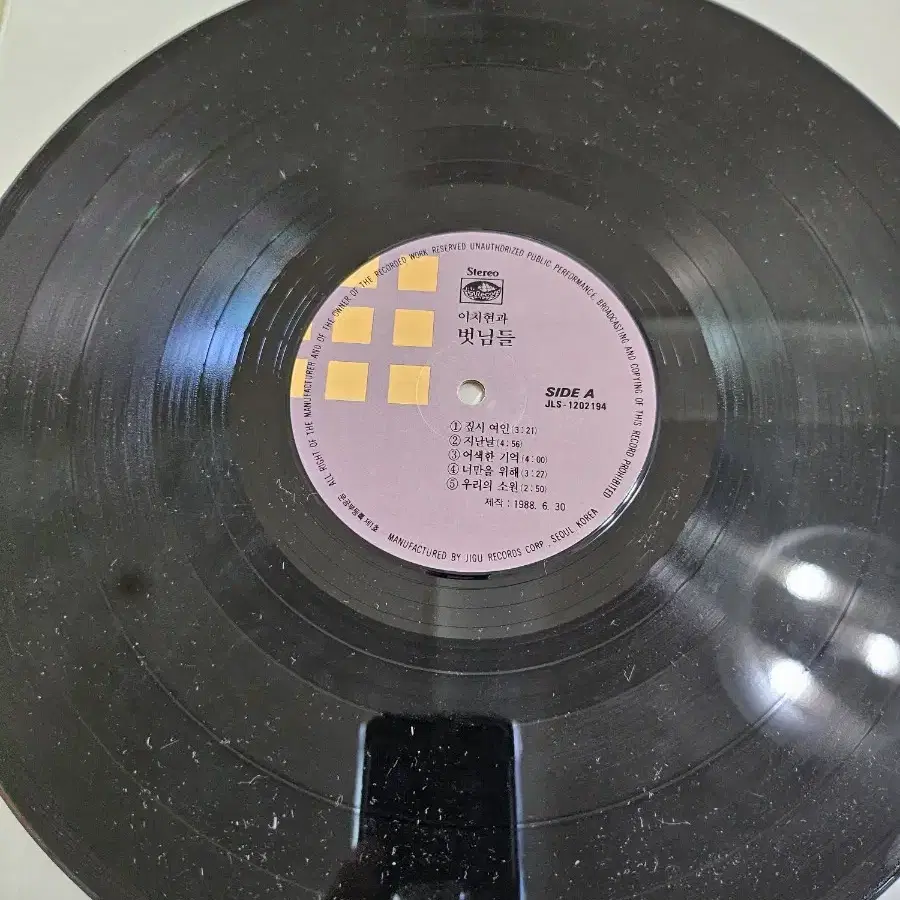 ALL RIGHT OF THE MANUFACTURER AND OF THE OWNER OF THE RECORDED WORK RESERVED UNAUTHORIZED PUBLIC PERFORMANCE, BROADCASTING AND COPYING OF THIS RECORD PROHIBITED
Stereo
이치현과
벗님들
SIDE A
JLS-1202194
① 짚시 여인(3:21)
② 지난날(4:56)
③ 어색한 기억(4:00)
④ 너만을 위해(3:27)
⑤ 우리의 소원(2:50)
제작 : 1988. 6. 30
MANUFACTURED BY JIGU RECORDS CORP. SEOUL KOREA